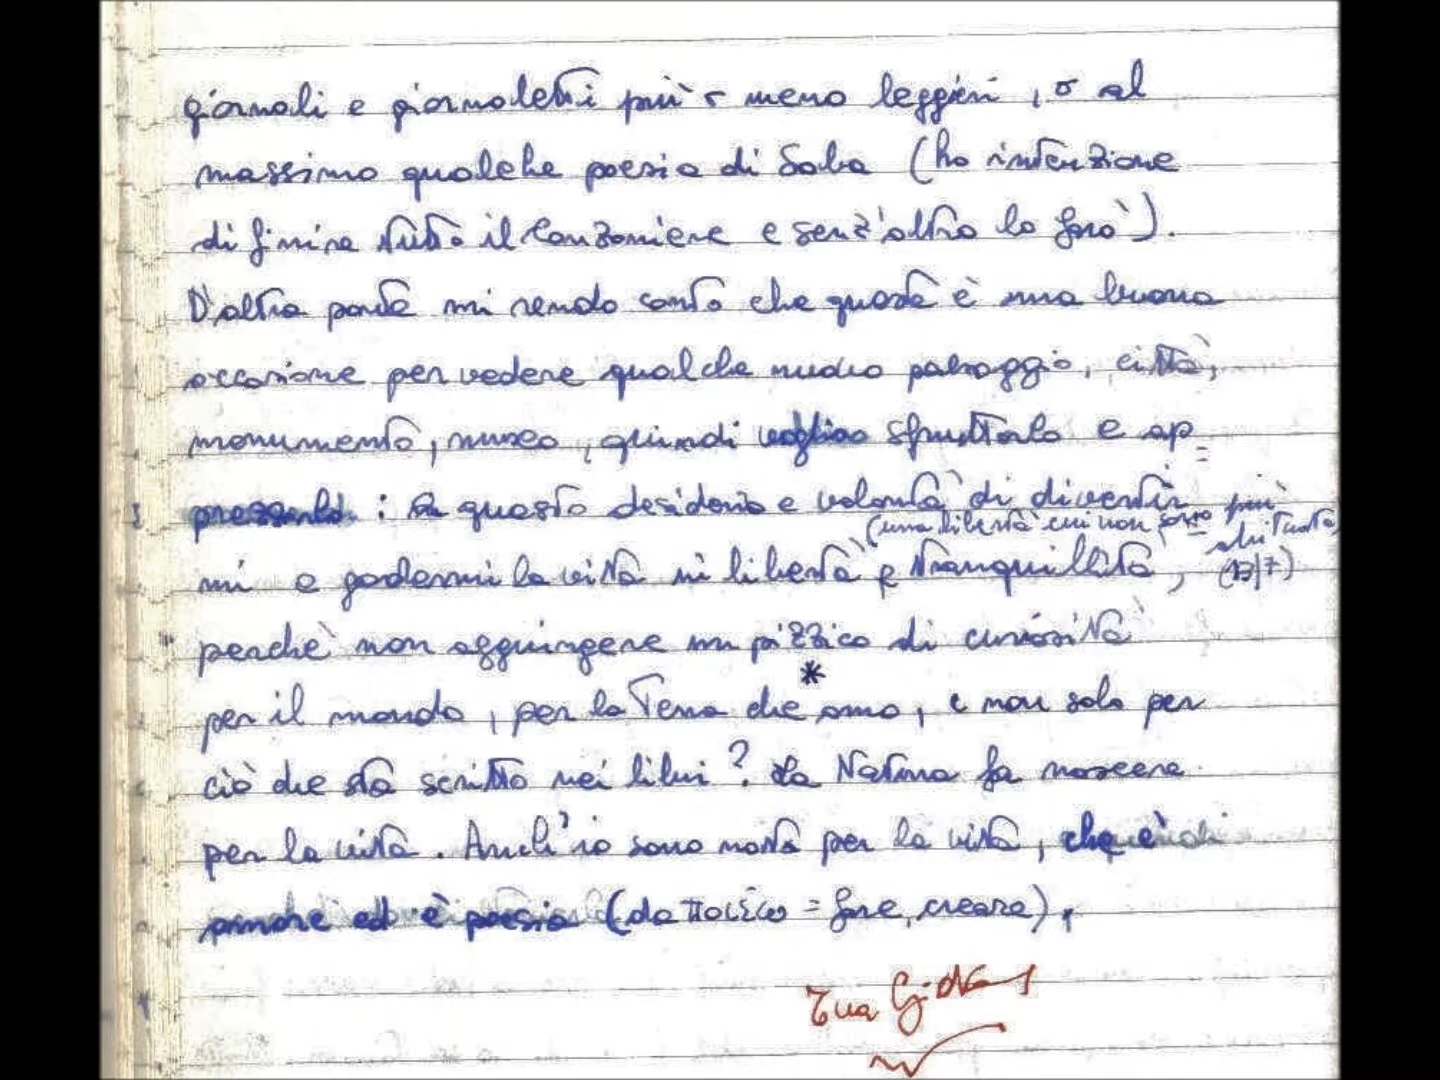 giornali e giornaletti più o meno leggeri, o al
massimo qualche poesia di Saba (ho intenzione
di finire tutto il Canzoniere e senz'altro lo farò).
D'altra parte mi rendo conto che questa è una buona
occasione per vedere qualche nuovo paesaggio, città,
monumento, museo, quindi voglio sfruttarla e ap=
prezzarla: a questo desiderio e volontà di divertir
(una libertà cui non sono più
abituata
mi e godermi la vita in libertà e tranquillità, (13/7)
perchè non aggiungere un pizzico di curiosità
per il mondo, per la Terra che *amo, e non solo per
ciò che sta scritto nei libri? La Natura fa nascere
per la vita. Anch'io sono nata per la vita, che è
amore ed è poesia (da ποιέω = fare, creare),
Tua